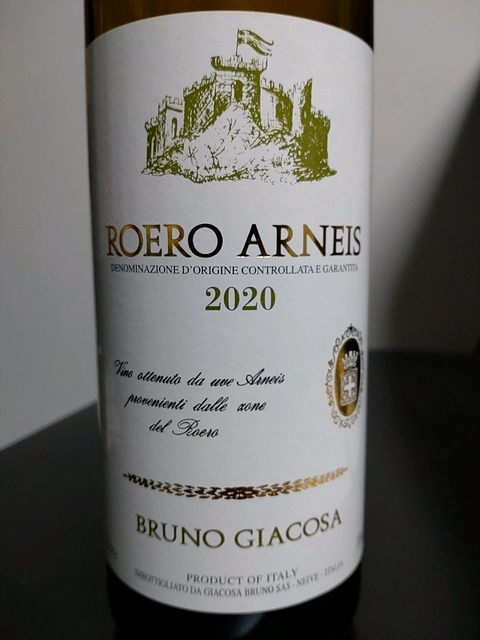 ROERO ARNEIS
DENOMINAZIONE D'ORIGINE CONTROLLATA E GARANTITA
2020
Vino ottenuto da uve Arneis
provenienti dalle zone
del Roero
BRUNO GIACOSA
PRODUCT OF ITALY
IMBOTTIGLIATO DA GIACOSA BRUNO SAS - NEIVE - ITALIA